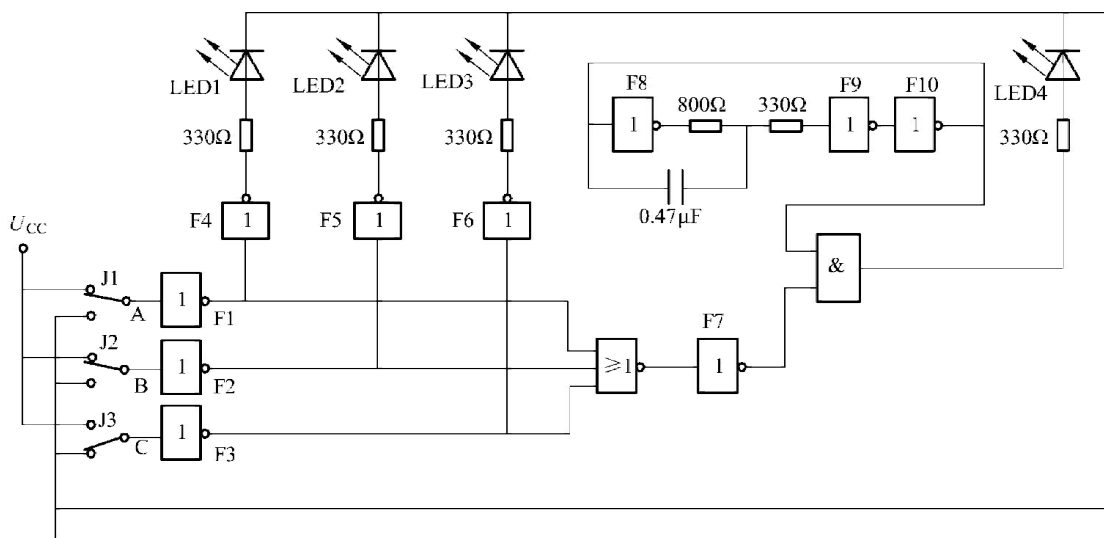 LED1
LED2
LED3
LED4
F8
F9
F10
1
800Ω
330Ω
1
1
330Ω
330Ω
330Ω
330Ω
0.47μF
F4
1
F5
1
F6
1
UCC
&
J1
1
A
F1
F7
J2
1
B
F2
≥1
1
J3
1
C
F3